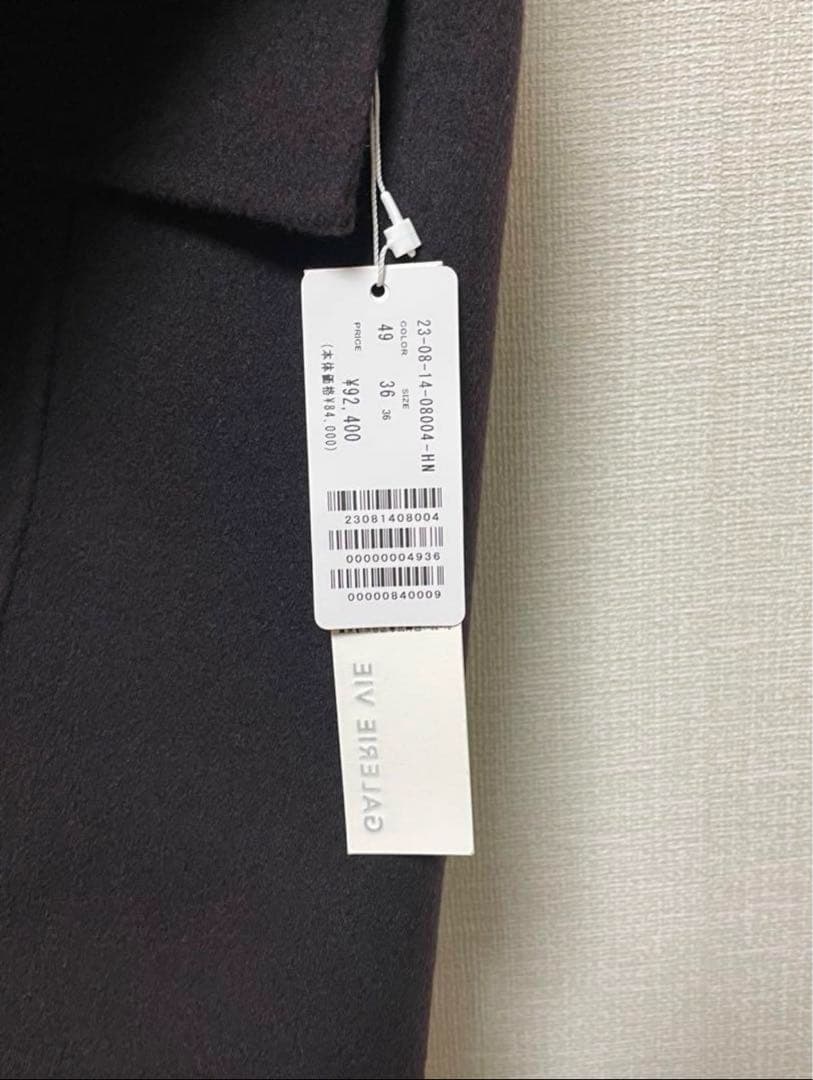 23-08-14-08004-HN
COLOR SIZE
49 36 36
PRICE
¥92,400
(本体価格¥84,000)
23081408004
00000004936
00000840009
GALERIE VIE